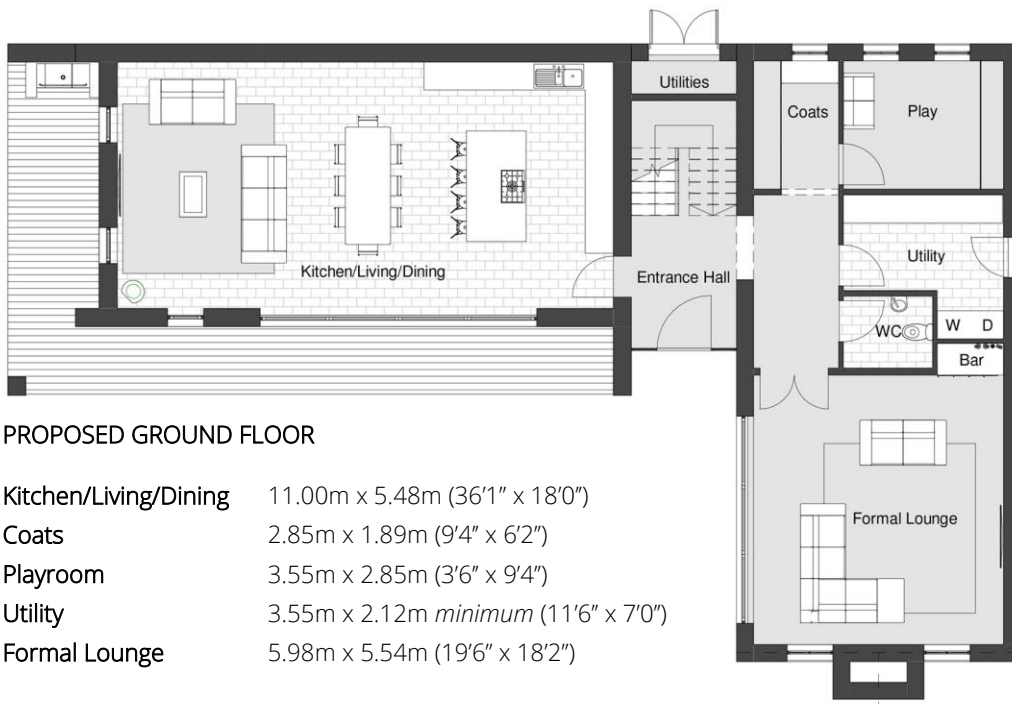 Utilities
Coats
Play
Kitchen/Living/Dining
Entrance Hall
Utility
WC
W D
Bar
Formal Lounge
PROPOSED GROUND FLOOR
Kitchen/Living/Dining 11.00m x 5.48m (36’1” x 18’0”)
Coats 2.85m x 1.89m (9’4” x 6’2”)
Playroom 3.55m x 2.85m (3’6” x 9’4”)
Utility 3.55m x 2.12m minimum (11’6” x 7’0”)
Formal Lounge 5.98m x 5.54m (19’6” x 18’2”)